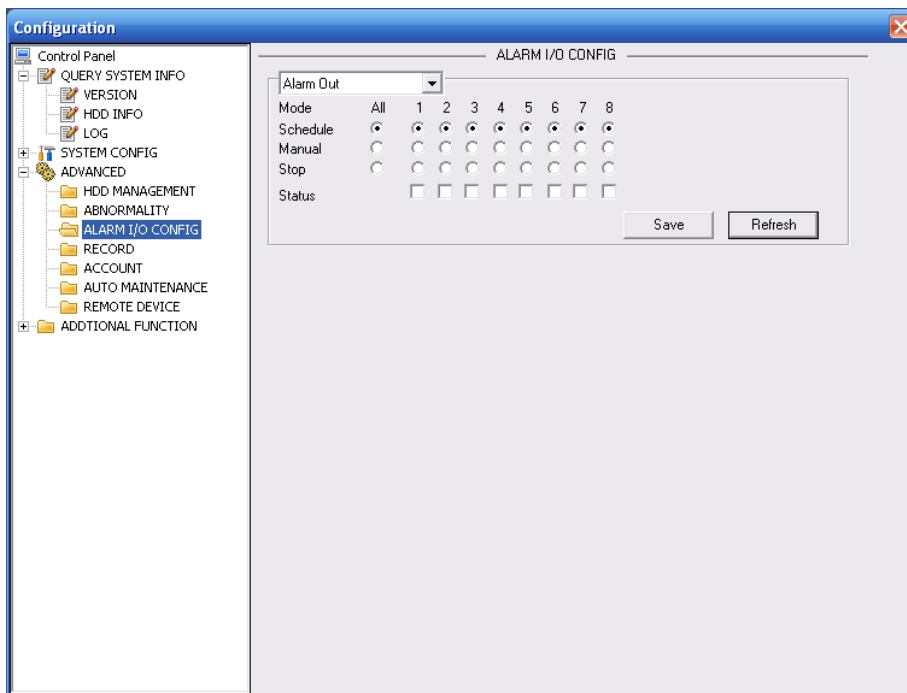 Configuration
Control Panel
QUERY SYSTEM INFO
VERSION
HDD INFO
LOG
SYSTEM CONFIG
ADVANCED
HDD MANAGEMENT
ABNORMALITY
ALARM I/O CONFIG
RECORD
ACCOUNT
AUTO MAINTENANCE
REMOTE DEVICE
ADDTIONAL FUNCTION
ALARM I/O CONFIG
Alarm Out
Mode All 1 2 3 4 5 6 7 8
Schedule
Manual
Stop
Status
Save Refresh